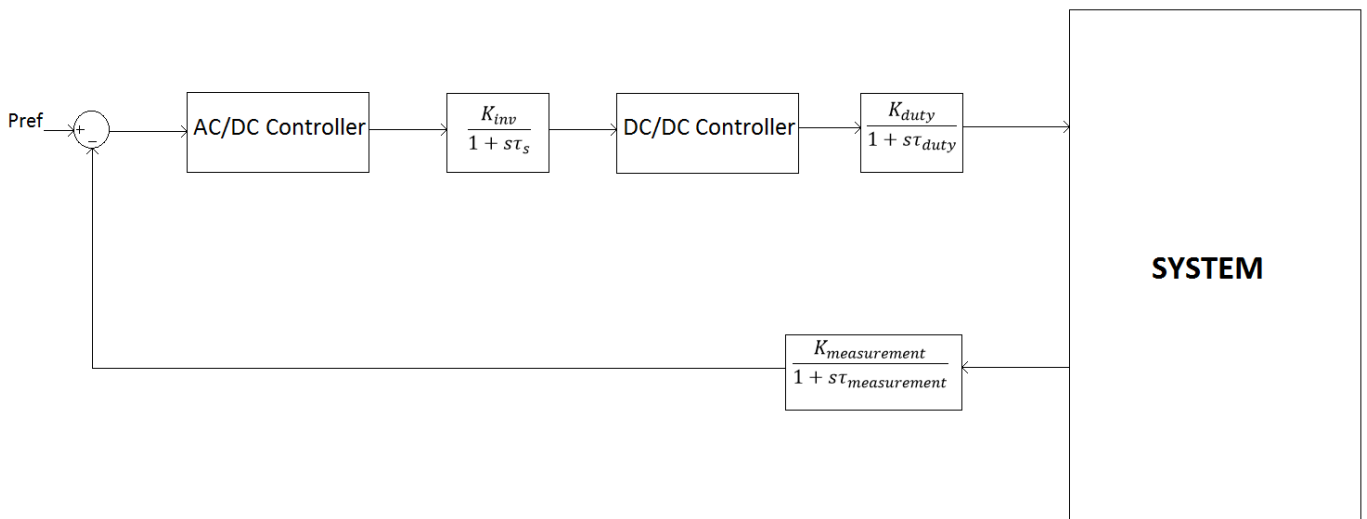 Pref
+
−
AC/DC Controller
K_inv
1 + sτ_s
DC/DC Controller
K_duty
1 + sτ_duty
SYSTEM
K_measurement
1 + sτ_measurement